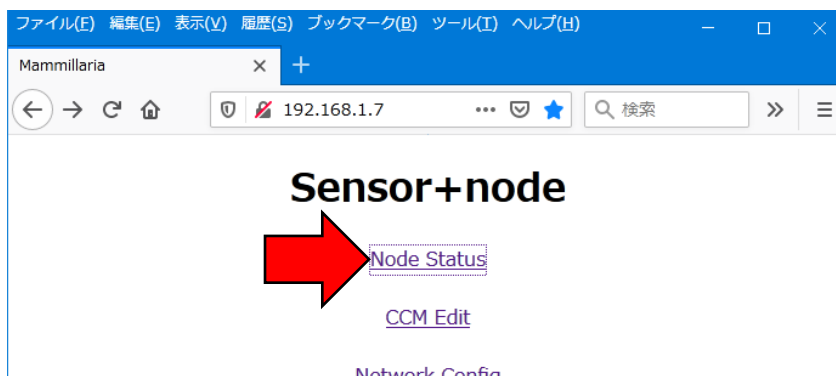 ファイル(F) 編集(E) 表示(V) 履歴(S) ブックマーク(B) ツール(T) ヘルプ(H)
Mammillaria
192.168.1.7
検索
Sensor+node
Node Status
CCM Edit
Network Config